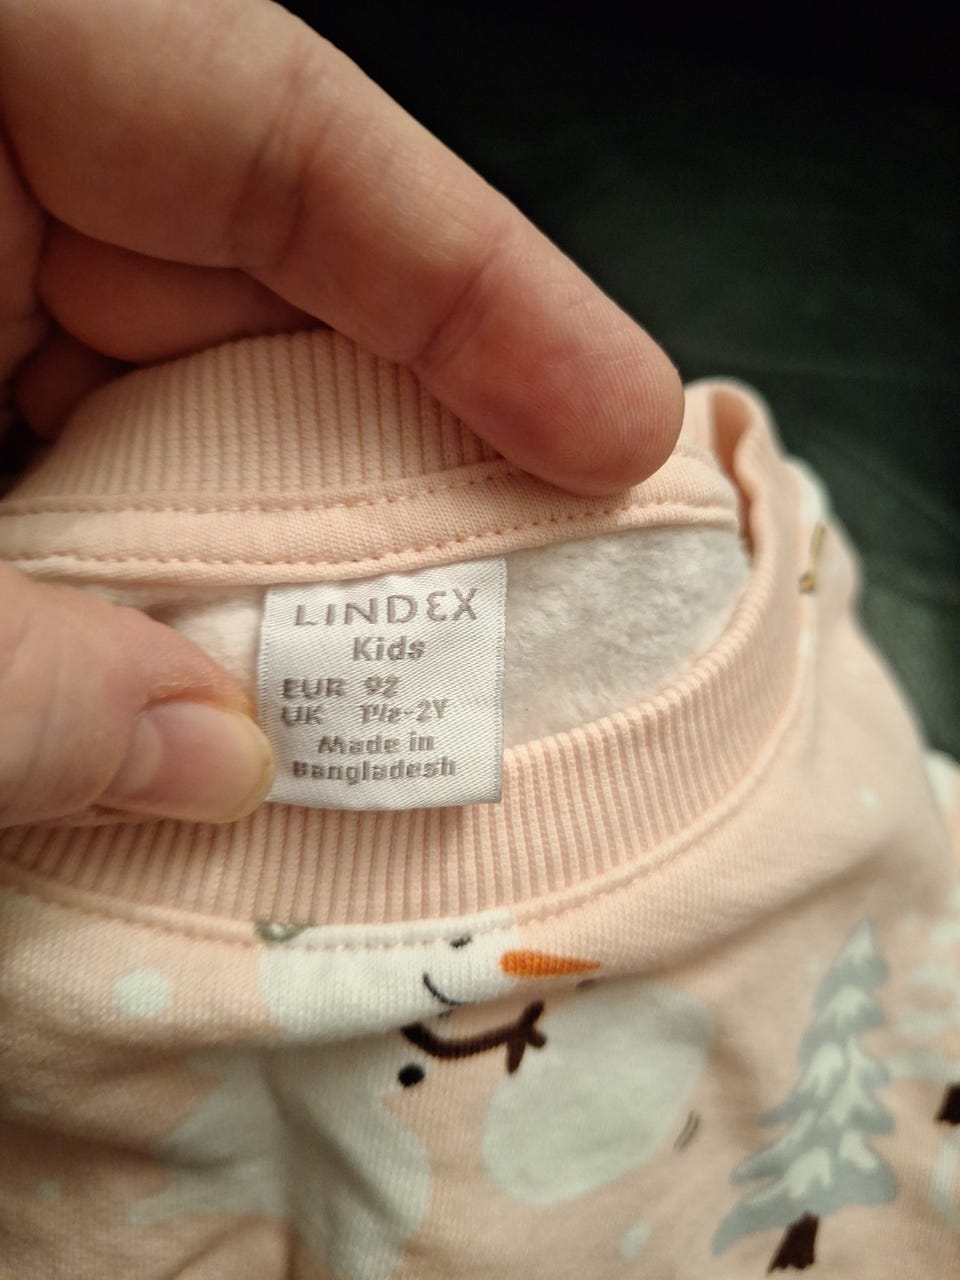 LINDEX
Kids
EUR 92
UK 1½-2Y
Made in
Bangladesh